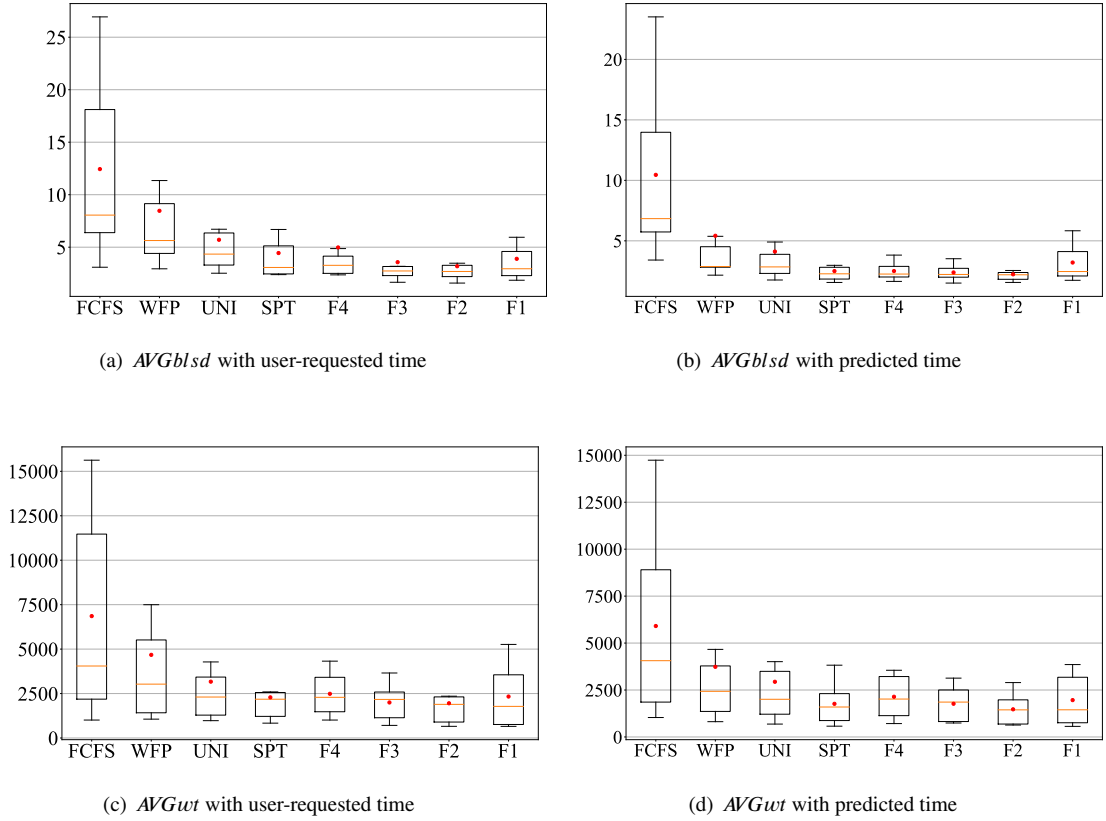 25
20
15
10
5
FCFS WFP UNI SPT F4 F3 F2 F1
(a) AVGblsd with user-requested time
20
15
10
5
FCFS WFP UNI SPT F4 F3 F2 F1
(b) AVGblsd with predicted time
15000
12500
10000
7500
5000
2500
0
FCFS WFP UNI SPT F4 F3 F2 F1
(c) AVGwt with user-requested time
15000
12500
10000
7500
5000
2500
0
FCFS WFP UNI SPT F4 F3 F2 F1
(d) AVGwt with predicted time